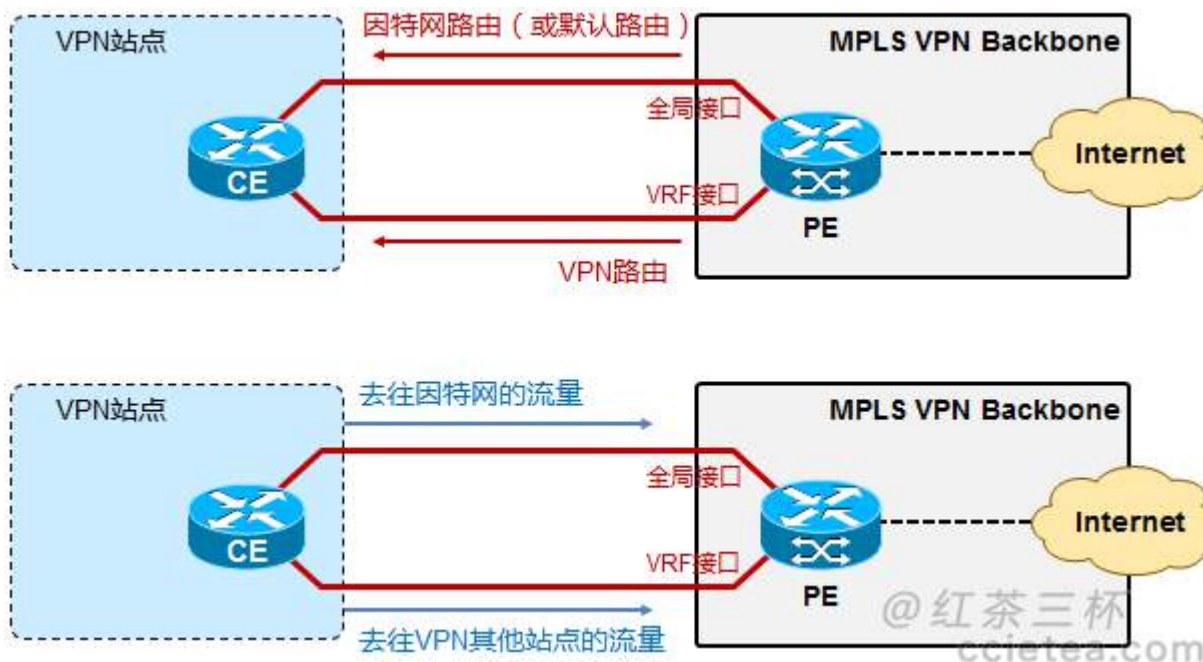 VPN站点
因特网路由（或默认路由）
MPLS VPN Backbone
全局接口
CE
Internet
VRF接口
PE
VPN路由
VPN站点
去往因特网的流量
MPLS VPN Backbone
全局接口
CE
Internet
VRF接口
PE
去往VPN其他站点的流量
@红茶三杯
ccietea.com